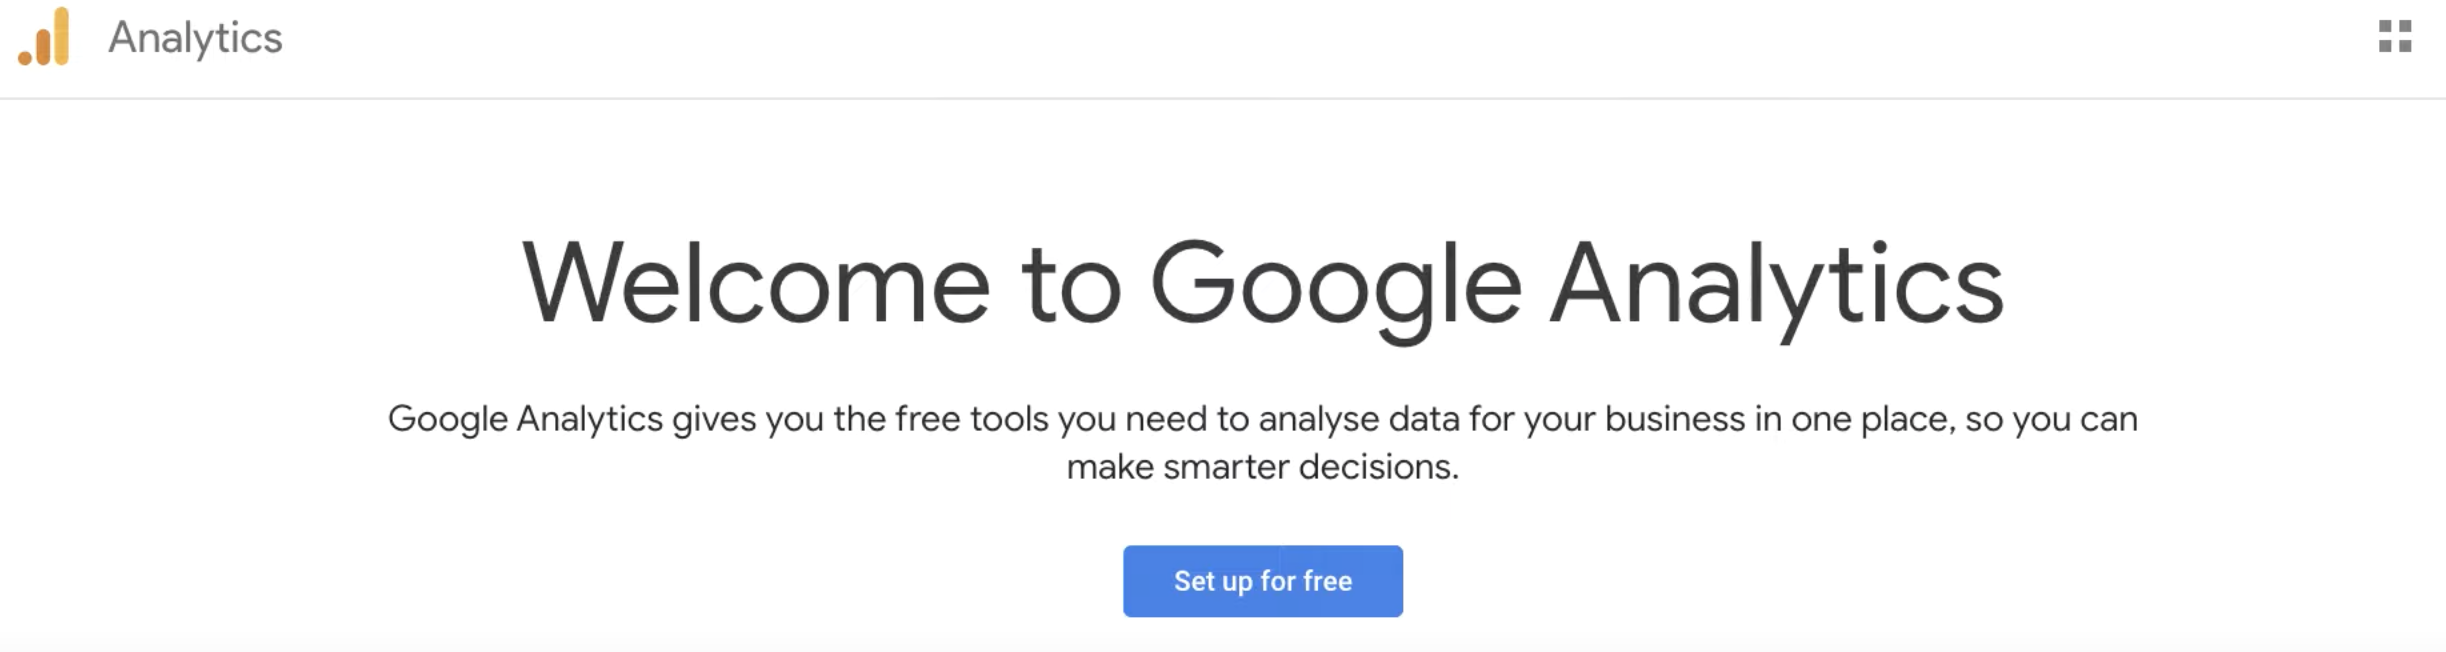 Analytics
Welcome to Google Analytics
Google Analytics gives you the free tools you need to analyse data for your business in one place, so you can
make smarter decisions.
Set up for free